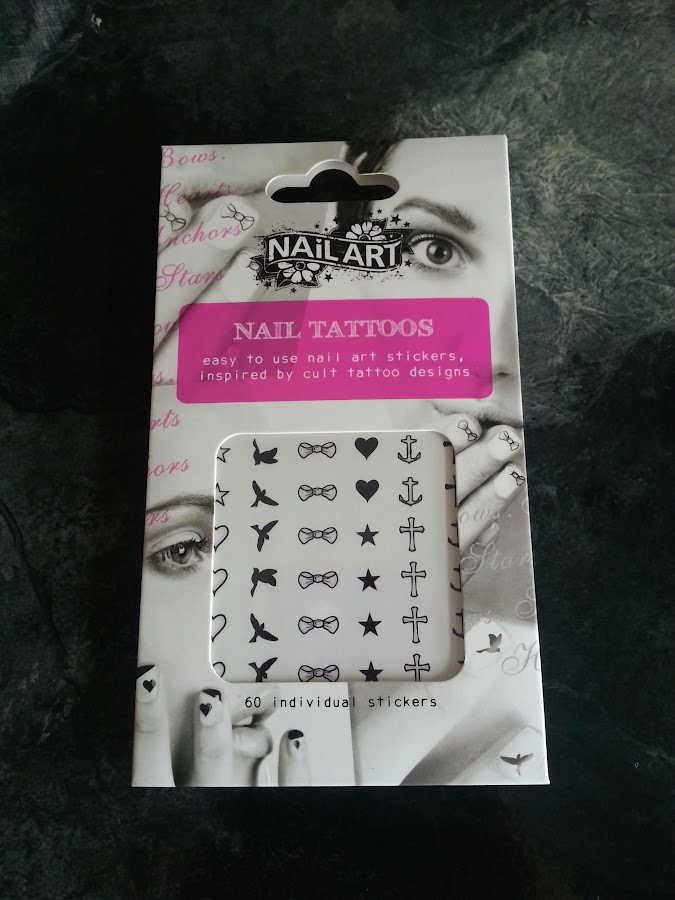 Bows.
Hearts
Anchors
Stars
NAiL ART
NAIL TATTOOS
easy to use nail art stickers,
inspired by cult tattoo designs
60 individual stickers